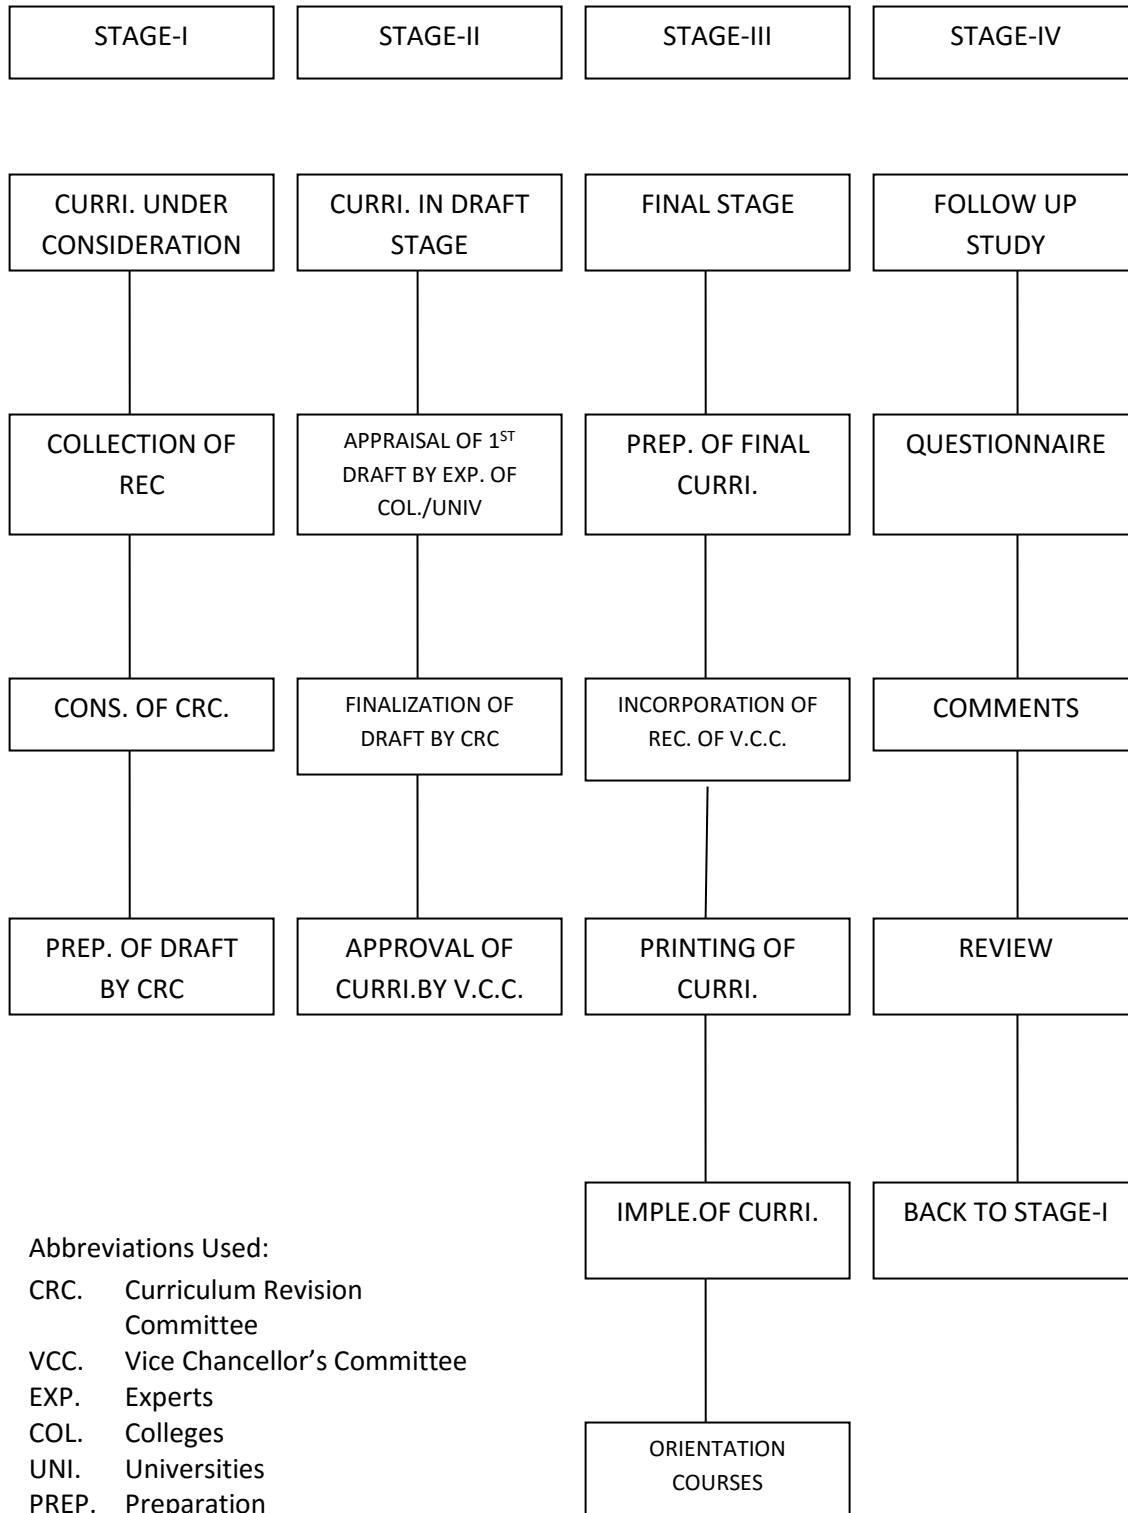 STAGE-I
STAGE-II
STAGE-III
STAGE-IV
CURRI. UNDER
CONSIDERATION
CURRI. IN DRAFT
STAGE
FINAL STAGE
FOLLOW UP
STUDY
COLLECTION OF
REC
APPRAISAL OF 1ST
DRAFT BY EXP. OF
COL./UNIV
PREP. OF FINAL
CURRI.
QUESTIONNAIRE
CONS. OF CRC.
FINALIZATION OF
DRAFT BY CRC
INCORPORATION OF
REC. OF V.C.C.
COMMENTS
PREP. OF DRAFT
BY CRC
APPROVAL OF
CURRI.BY V.C.C.
PRINTING OF
CURRI.
REVIEW
IMPLE.OF CURRI.
BACK TO STAGE-I
ORIENTATION
COURSES
Abbreviations Used:
CRC. Curriculum Revision
Committee
VCC. Vice Chancellor’s Committee
EXP. Experts
COL. Colleges
UNI. Universities
PREP. Preparation